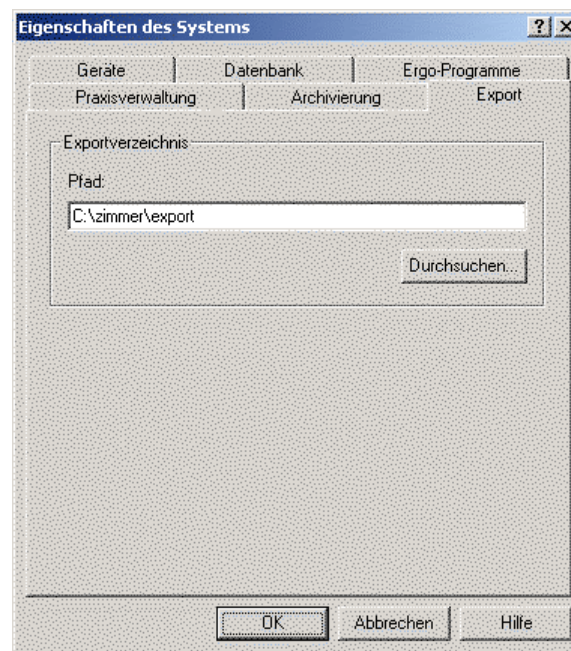 Eigenschaften des Systems
Geräte Datenbank Ergo-Programme
Praxisverwaltung Archivierung Export
Exportverzeichnis
Pfad:
C:\zimmer\export
Durchsuchen...
OK Abbrechen Hilfe